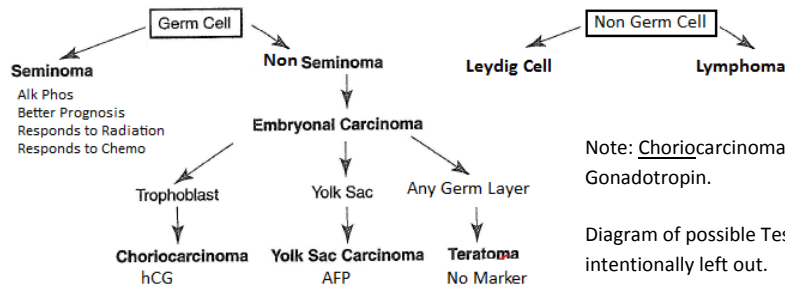 Germ Cell
Non Germ Cell
Seminoma
Non Seminoma
Leydig Cell
Lymphoma
Alk Phos
Better Prognosis
Responds to Radiation
Responds to Chemo
Embryonal Carcinoma
Note: Choriocarcinoma
Gonadotropin.
Trophoblast
Yolk Sac
Any Germ Layer
Diagram of possible Tes
intentionally left out.
Choriocarcinoma
Yolk Sac Carcinoma
Teratoma
hCG
AFP
No Marker